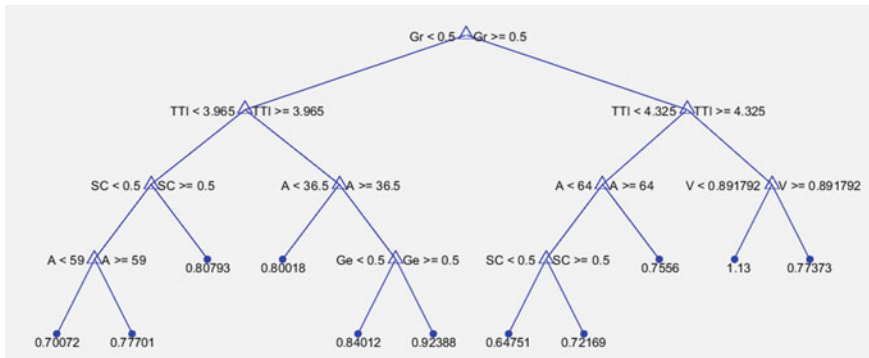 Gr < 0.5 Gr >= 0.5
TTI < 3.965 TTI >= 3.965 TTI < 4.325 TTI >= 4.325
SC < 0.5 SC >= 0.5 A < 36.5 A >= 36.5 A < 64 A >= 64 V < 0.891792 V >= 0.891792
A < 59 A >= 59 0.80793 0.80018 Ge < 0.5 Ge >= 0.5 SC < 0.5 SC >= 0.5 0.7556 1.13 0.77373
0.70072 0.77701 0.84012 0.92388 0.64751 0.72169